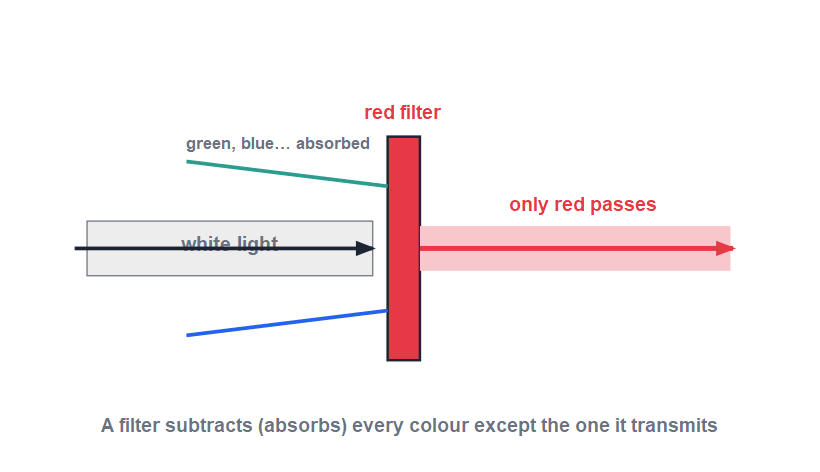 red filter
green, blue… absorbed
only red passes
white light
A filter subtracts (absorbs) every colour except the one it transmits